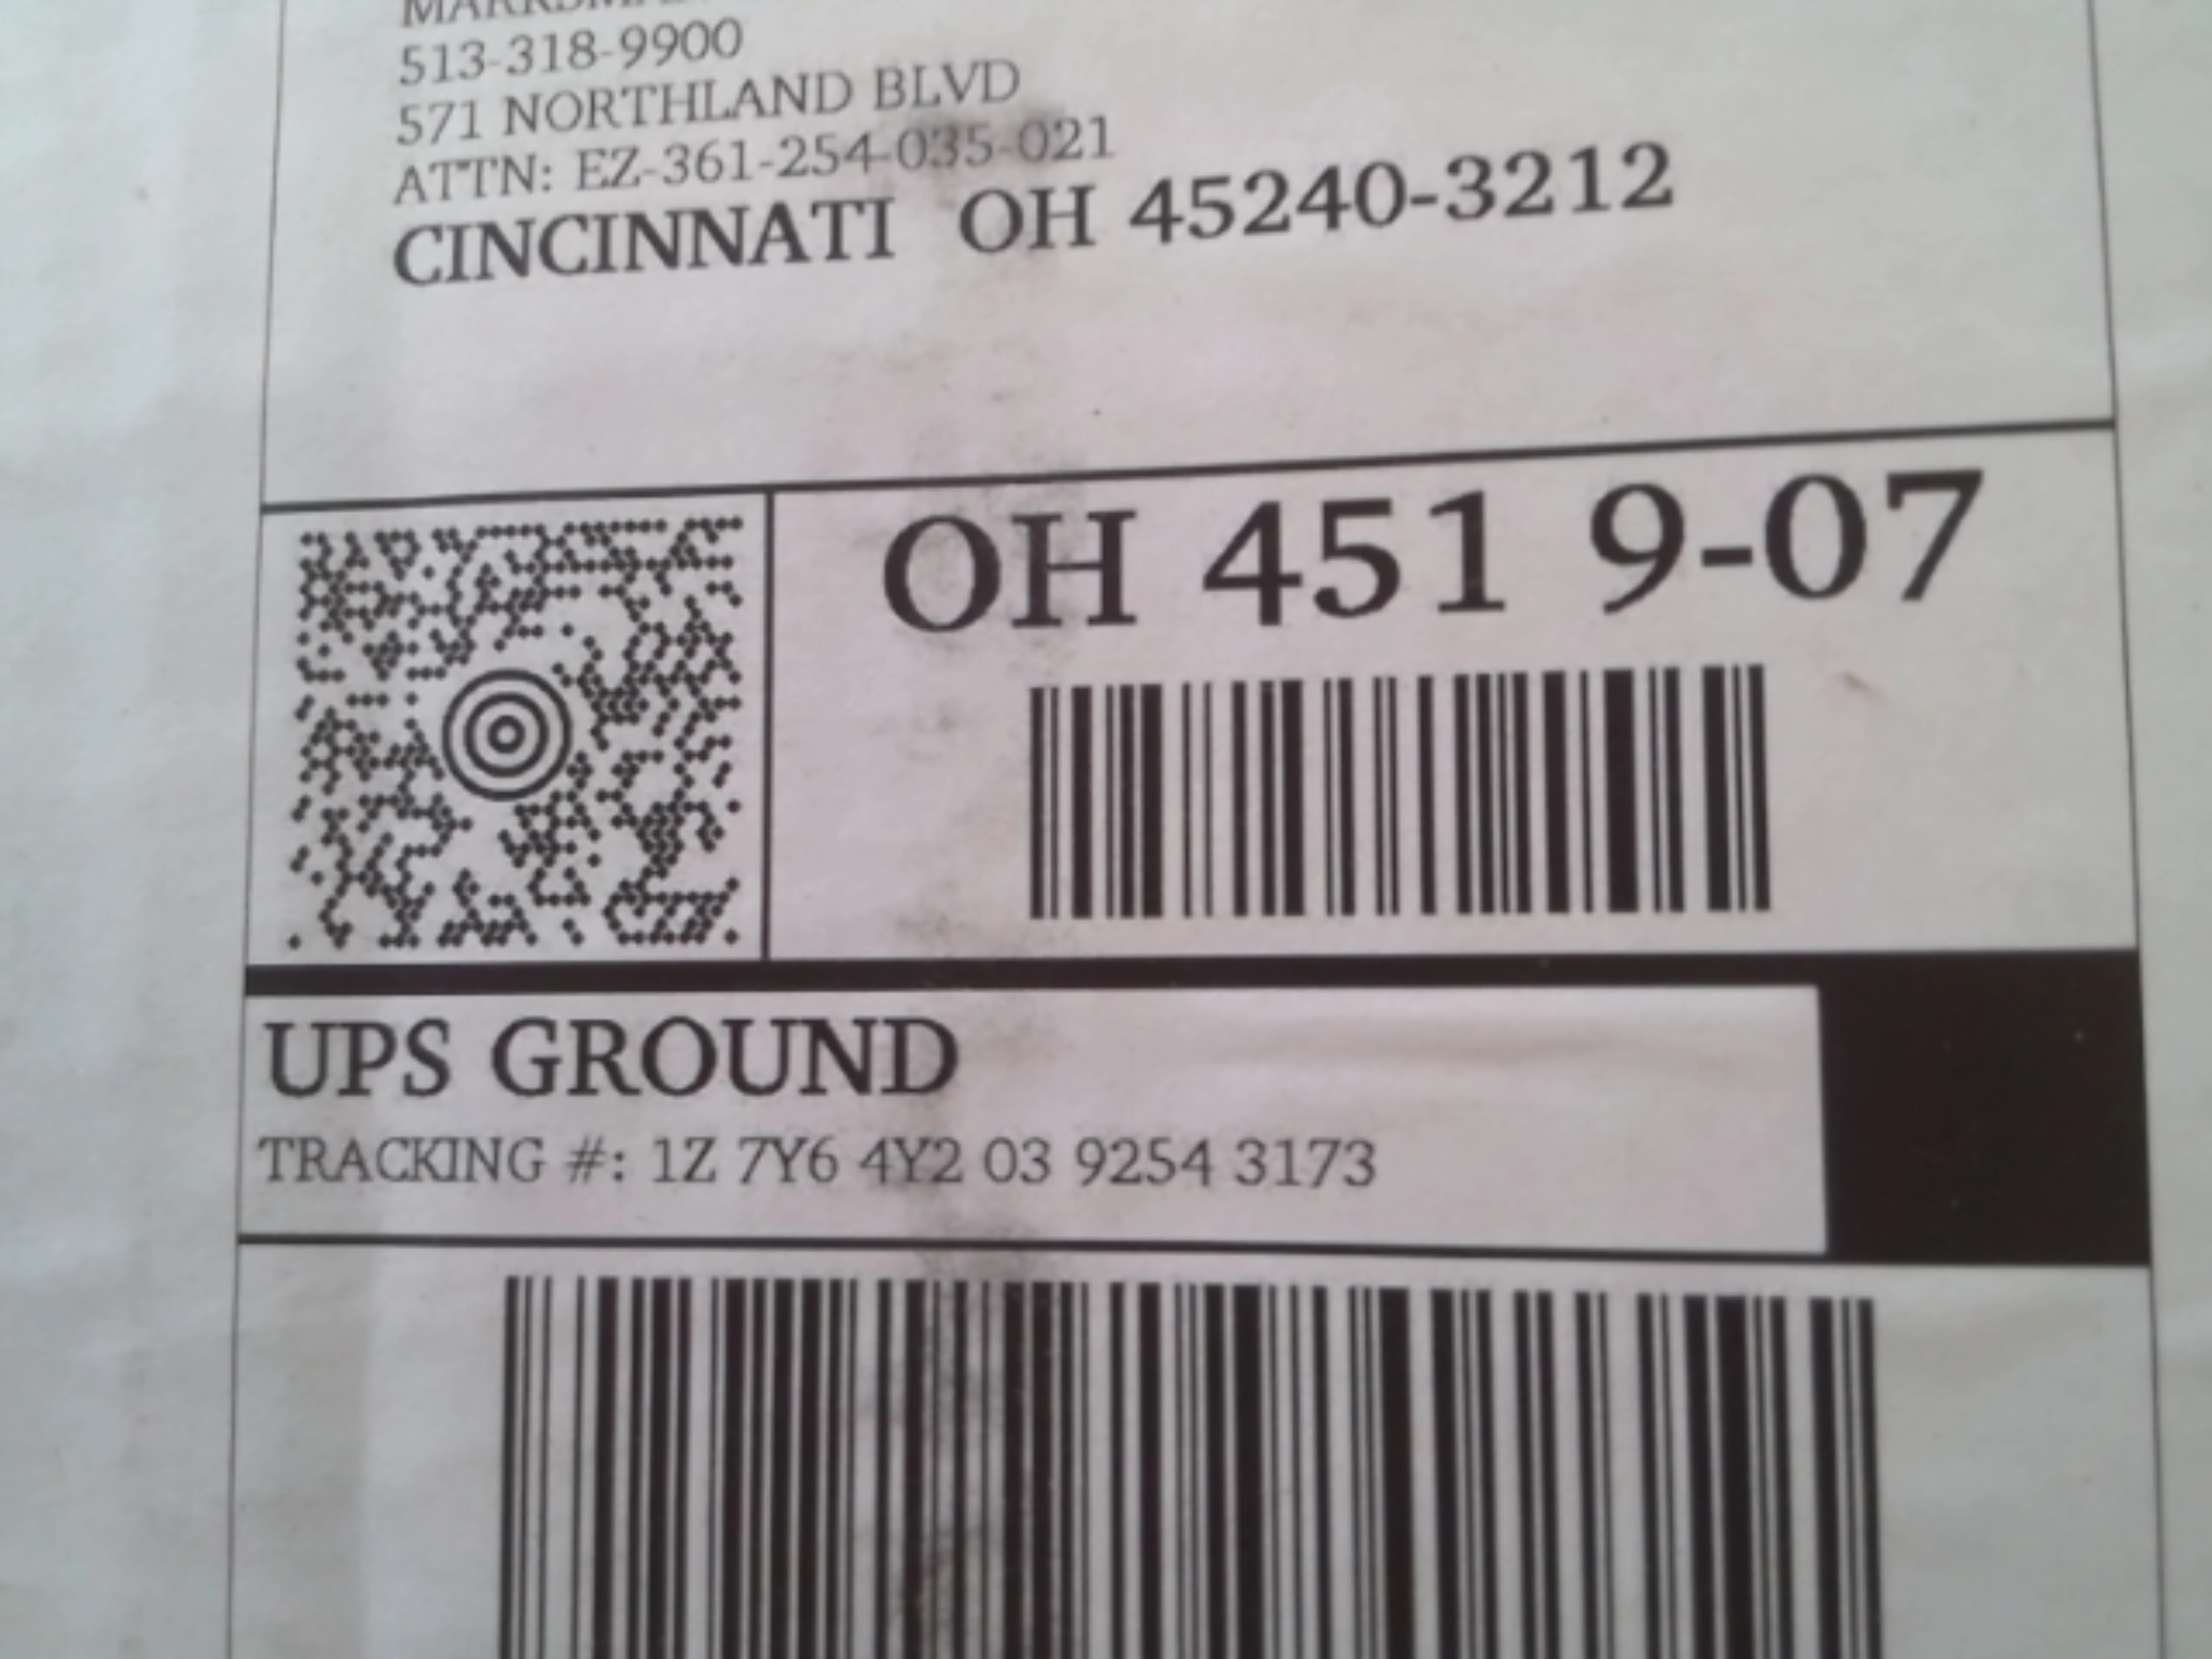 513-318-9900
571 NORTHLAND BLVD
ATTN: EZ-361-254-035-021
CINCINNATI OH 45240-3212
OH 451 9-07
UPS GROUND
TRACKING #: 1Z 7Y6 4Y2 03 9254 3173